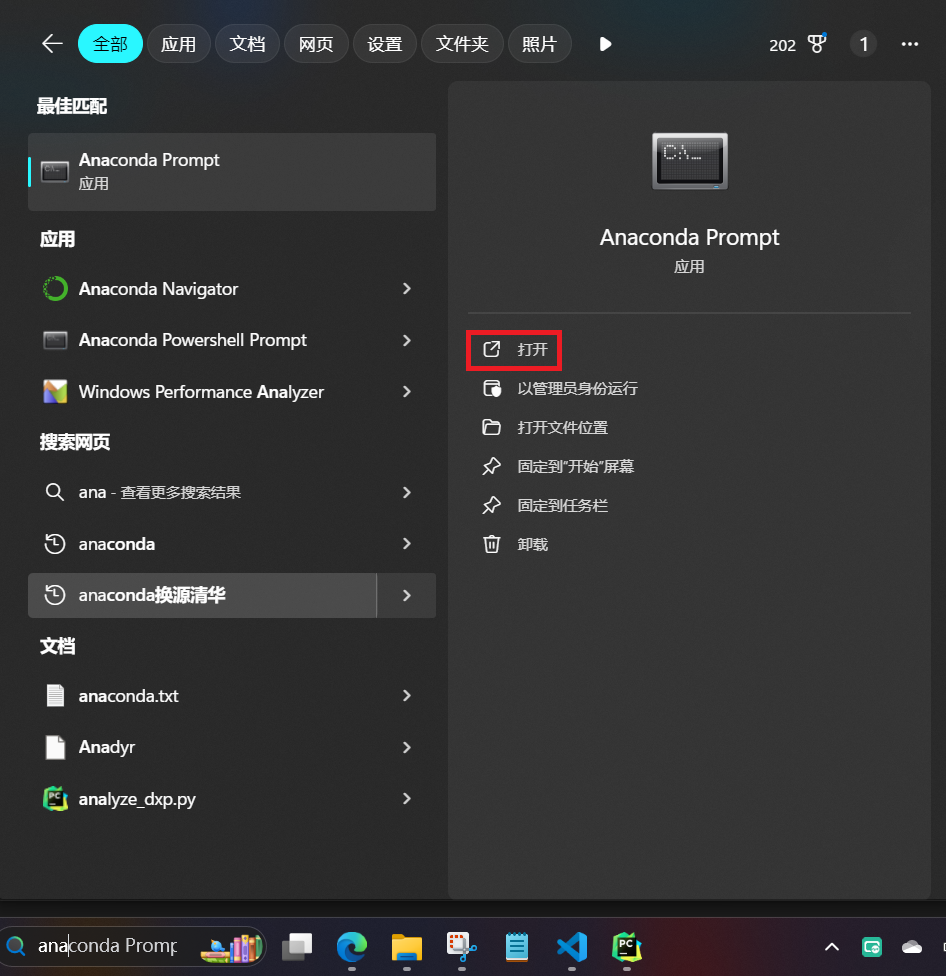 全部 应用 文档 网页 设置 文件夹 照片 202 1
最佳匹配
Anaconda Prompt
应用
应用
Anaconda Navigator
Anaconda Powershell Prompt
Windows Performance Analyzer
搜索网页
ana - 查看更多搜索结果
anaconda
anaconda换源清华
文档
anaconda.txt
Anadyr
analyze_dxp.py
C:\_
Anaconda Prompt
应用
打开
以管理员身份运行
打开文件位置
固定到"开始"屏幕
固定到任务栏
卸载
anaconda Promp
PC